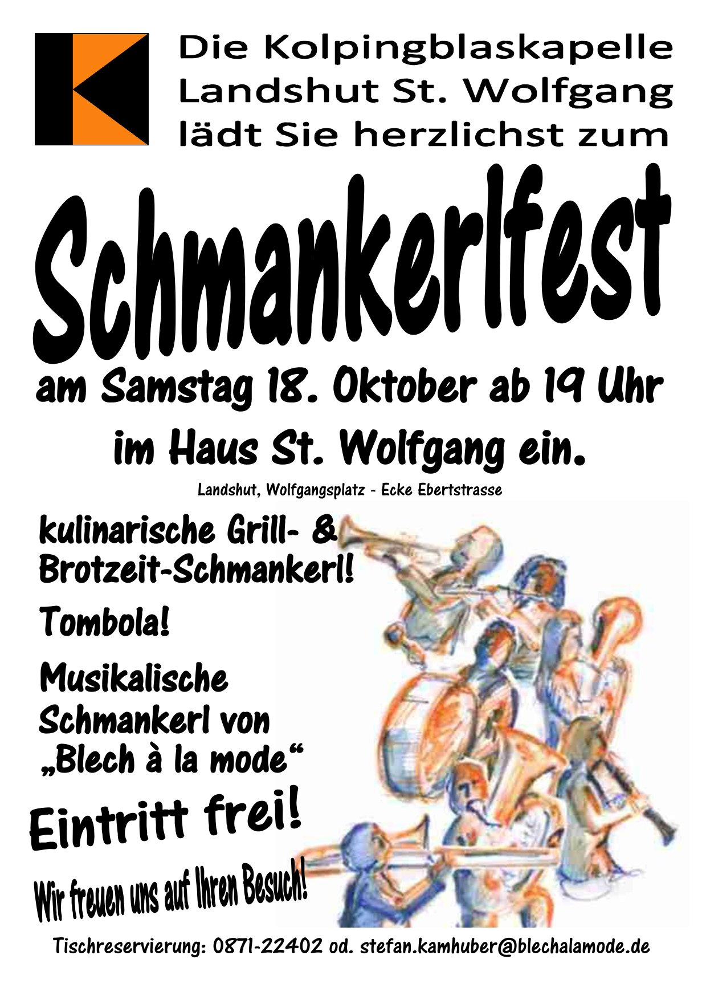 Die Kolpingblaskapelle
Landshut St. Wolfgang
lädt Sie herzlichst zum
Schmankerlfest
am Samstag 18. Oktober ab 19 Uhr
im Haus St. Wolfgang ein.
Landshut, Wolfgangsplatz - Ecke Ebertstrasse
kulinarische Grill- &
Brotzeit-Schmankerl!
Tombola!
Musikalische
Schmankerl von
„Blech à la mode“
Eintritt frei!
Wir freuen uns auf Ihren Besuch!
Tischreservierung: 0871-22402 od. stefan.kamhuber@blechalamode.de